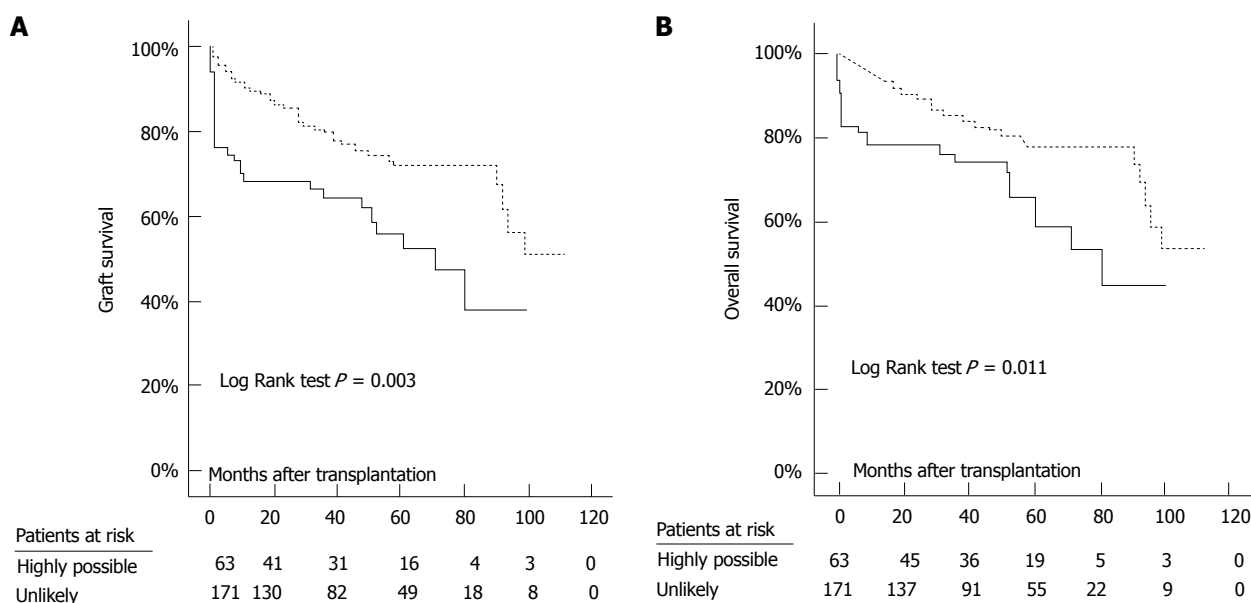 A
Graft survival
100%
80%
60%
40%
20%
0%
Log Rank test P = 0.003
Months after transplantation
0 20 40 60 80 100 120
Patients at risk
Highly possible 63 41 31 16 4 3 0
Unlikely 171 130 82 49 18 8 0
B
Overall survival
100%
80%
60%
40%
20%
0%
Log Rank test P = 0.011
Months after transplantation
0 20 40 60 80 100 120
Patients at risk
Highly possible 63 45 36 19 5 3 0
Unlikely 171 137 91 55 22 9 0